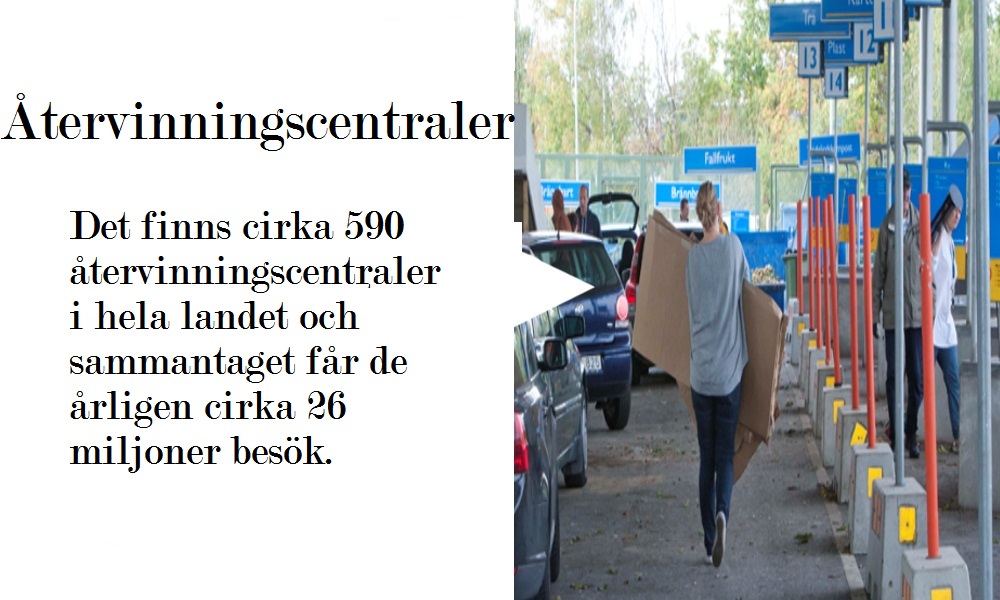 Återvinningscentraler
Det finns cirka 590
återvinningscentraler
i hela landet och
sammantaget får de
årligen cirka 26
miljoner besök.
Trä
13
Plast
14
12
Fallfrukt